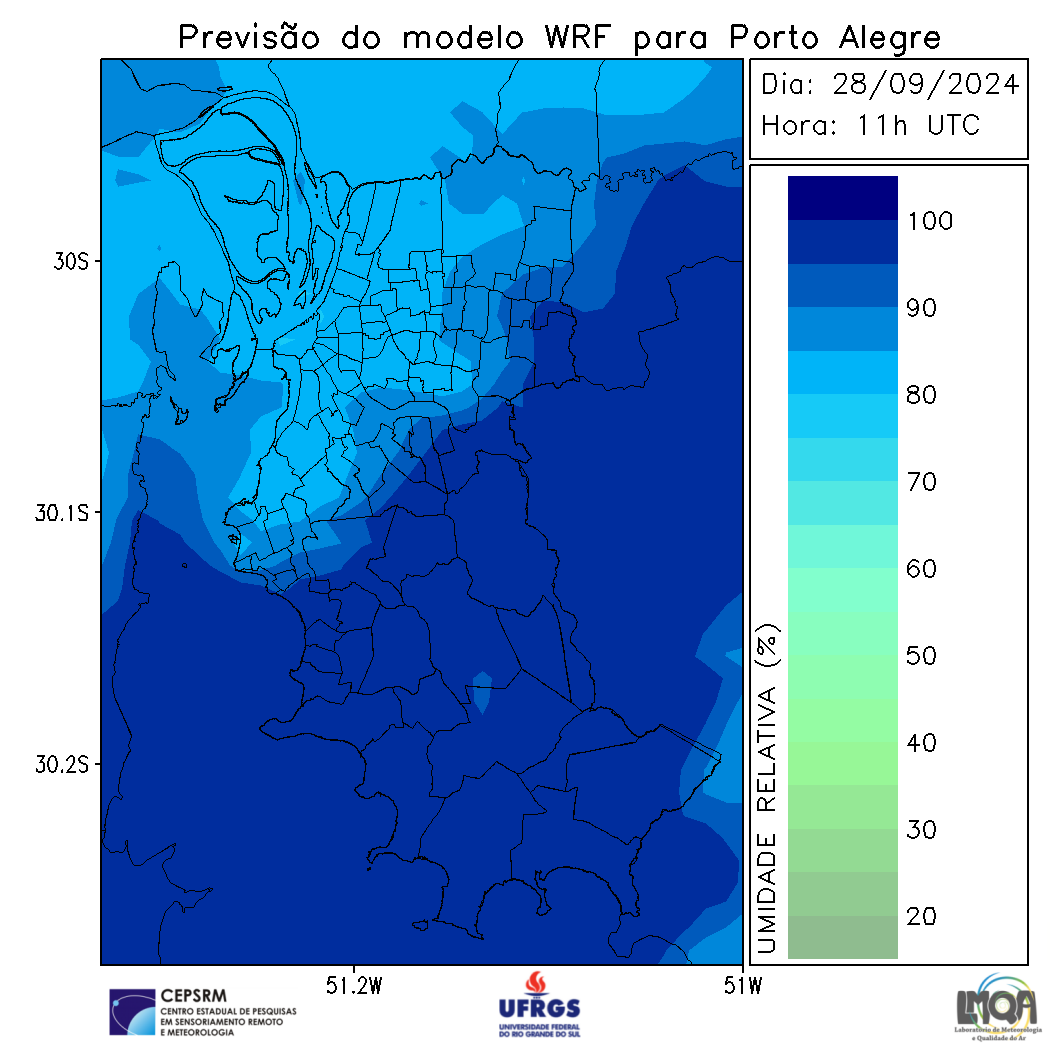 Previsão do modelo WRF para Porto Alegre
Dia: 28/09/2024
Hora: 11h UTC
30S
30.1S
30.2S
51.2W
51W
UMIDADE RELATIVA (%)
100
90
80
70
60
50
40
30
20
CEPSRM
CENTRO ESTADUAL DE PESQUISAS
EM SENSORIAMENTO REMOTO
E METEOROLOGIA
UFRGS
UNIVERSIDADE FEDERAL
DO RIO GRANDE DO SUL
LMQA
Laboratório de Meteorologia
e Qualidade do Ar